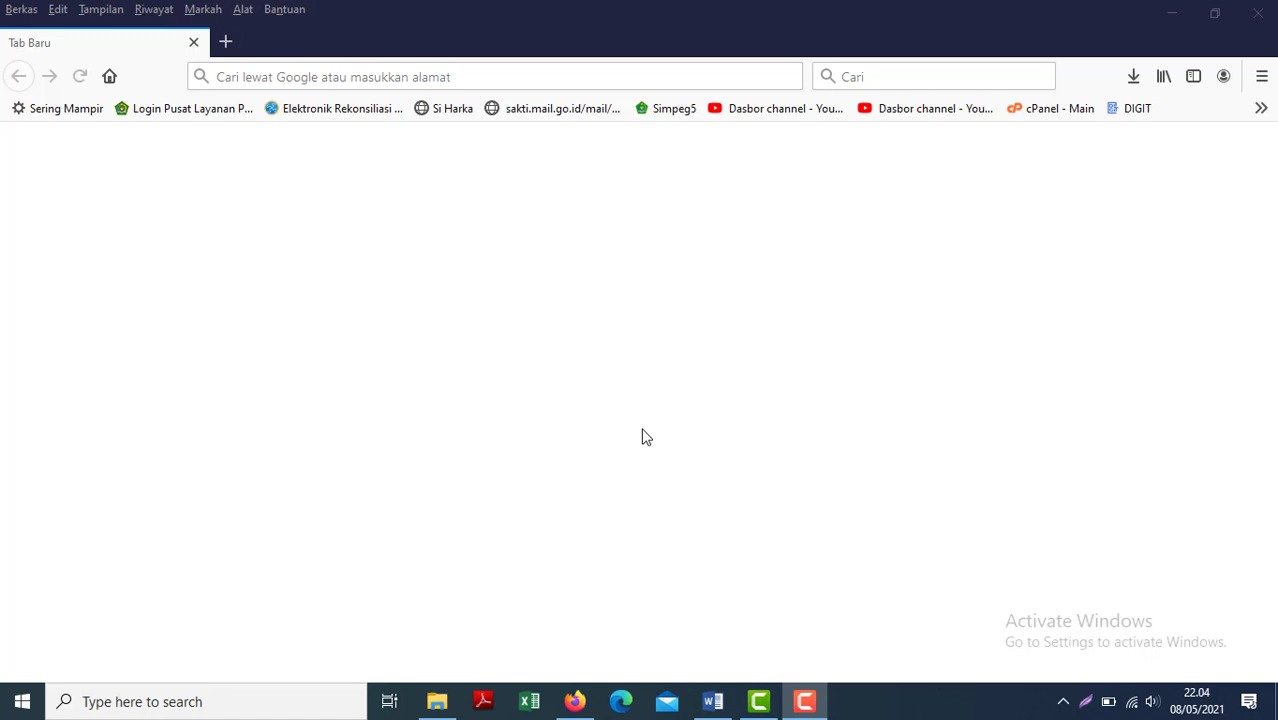 Berkas Edit Tampilan Riwayat Markah Alat Bantuan
Tab Baru
Cari lewat Google atau masukkan alamat
Cari
Sering Mampir Login Pusat Layanan P... Elektronik Rekonsiliasi ... Si Harka sakti.mail.go.id/mail/... Simpeg5 Dasbor channel - You... Dasbor channel - You... cPanel - Main DIGIT
Activate Windows
Go to Settings to activate Windows.
Type here to search
22.04
08/05/2021